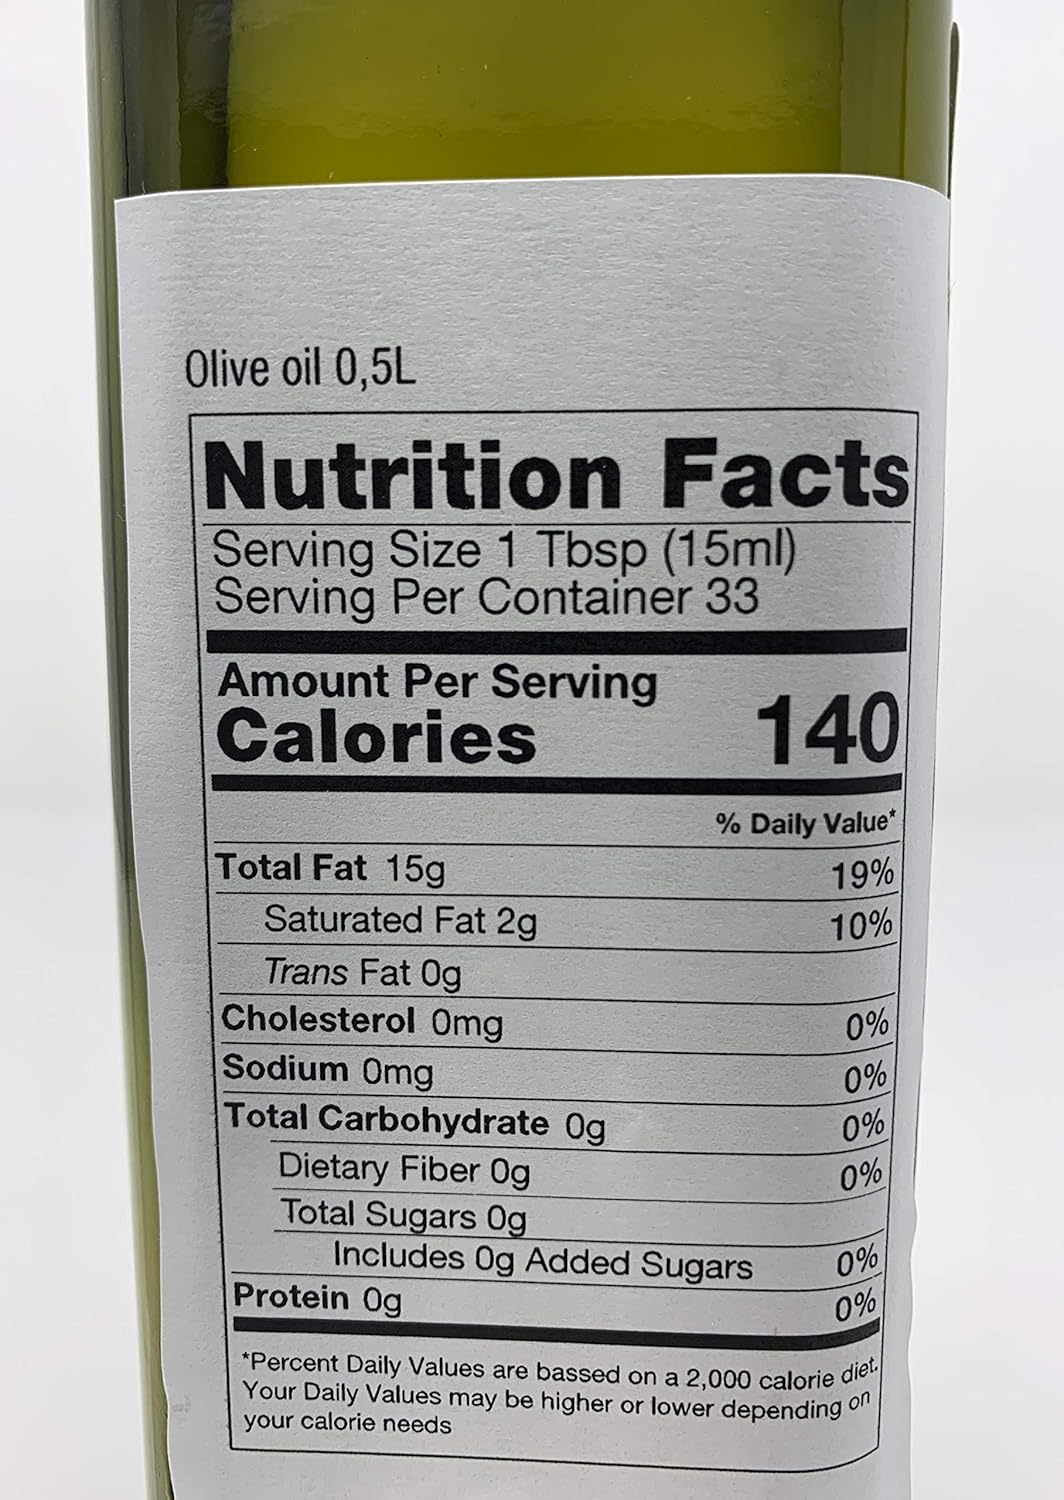 Olive oil 0,5L
Nutrition Facts
Serving Size 1 Tbsp (15ml)
Serving Per Container 33
Amount Per Serving
Calories 140
% Daily Value*
Total Fat 15g 19%
Saturated Fat 2g 10%
Trans Fat 0g
Cholesterol 0mg 0%
Sodium 0mg 0%
Total Carbohydrate 0g 0%
Dietary Fiber 0g 0%
Total Sugars 0g
Includes 0g Added Sugars 0%
Protein 0g 0%
*Percent Daily Values are bassed on a 2,000 calorie diet.
Your Daily Values may be higher or lower depending on
your calorie needs